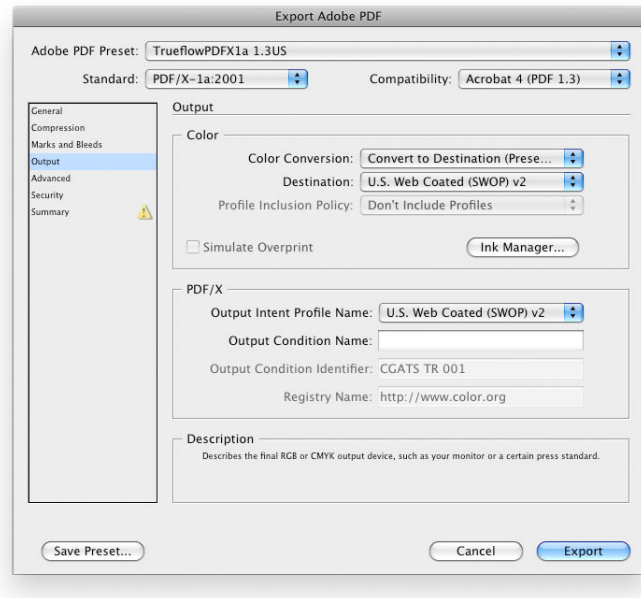 Export Adobe PDF
Adobe PDF Preset: TrueflowPDFX1a 1.3US
Standard: PDF/X-1a:2001 Compatibility: Acrobat 4 (PDF 1.3)
General
Compression
Marks and Bleeds
Output
Advanced
Security
Summary
Output
Color
Color Conversion: Convert to Destination (Prese...
Destination: U.S. Web Coated (SWOP) v2
Profile Inclusion Policy: Don't Include Profiles
Simulate Overprint Ink Manager...
PDF/X
Output Intent Profile Name: U.S. Web Coated (SWOP) v2
Output Condition Name:
Output Condition Identifier: CGATS TR 001
Registry Name: http://www.color.org
Description
Describes the final RGB or CMYK output device, such as your monitor or a certain press standard.
Save Preset... Cancel Export